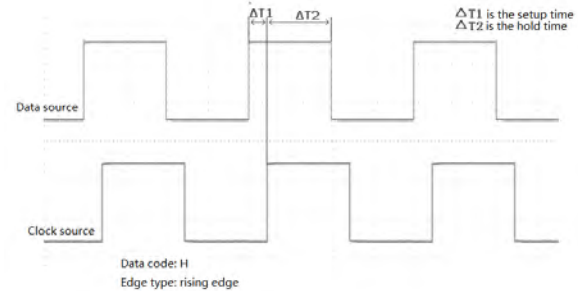 ΔT1 ΔT2
ΔT1 is the setup time
ΔT2 is the hold time
Data source
Clock source
Data code: H
Edge type: rising edge